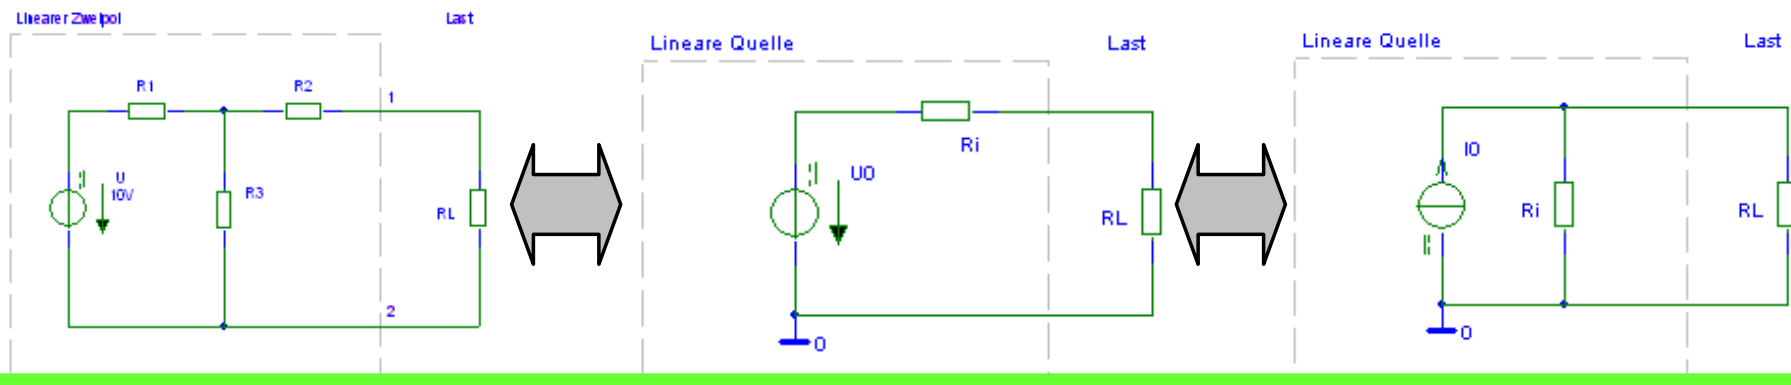 Linearer Zweipol
Last
R1
R2
1
U
10V
R3
RL
2
Lineare Quelle
Last
Ri
U0
RL
0
Lineare Quelle
Last
I0
Ri
RL
0